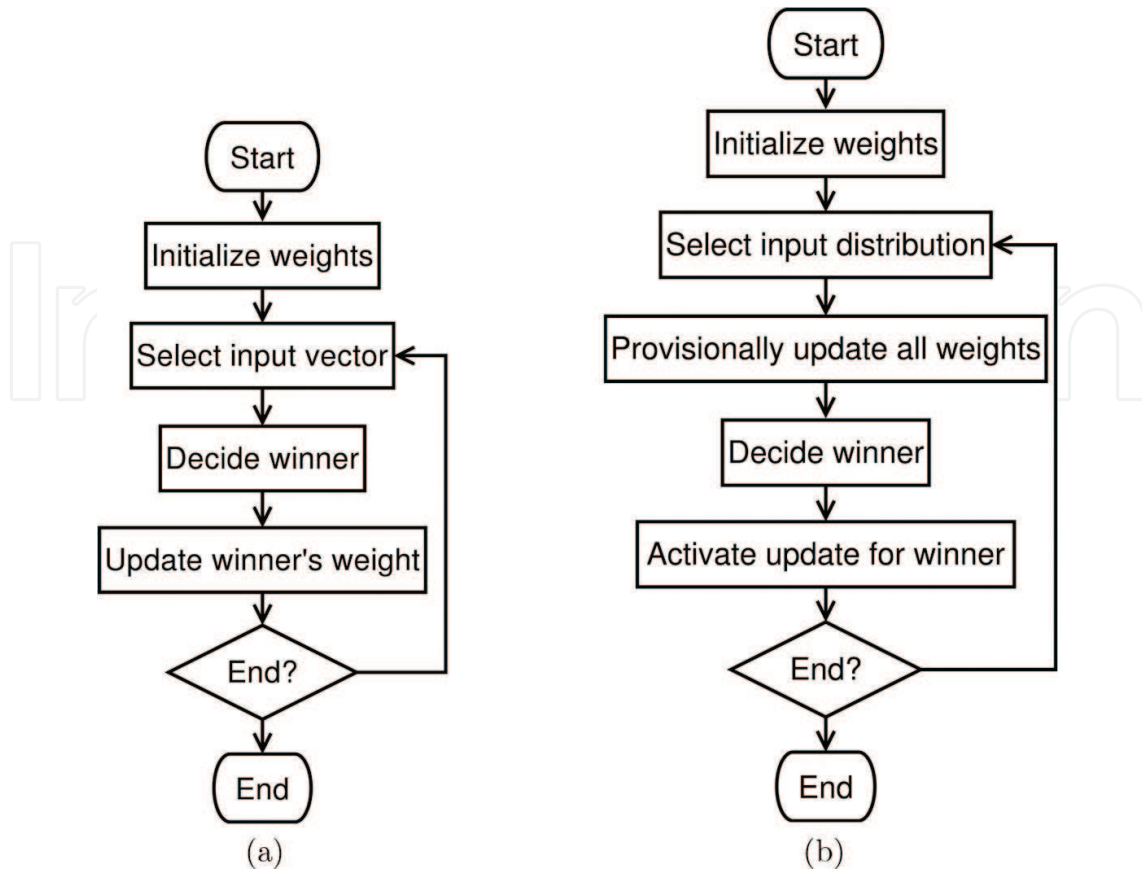 Start
Initialize weights
Select input vector
Decide winner
Update winner's weight
End?
End
(a)
Start
Initialize weights
Select input distribution
Provisionally update all weights
Decide winner
Activate update for winner
End?
End
(b)